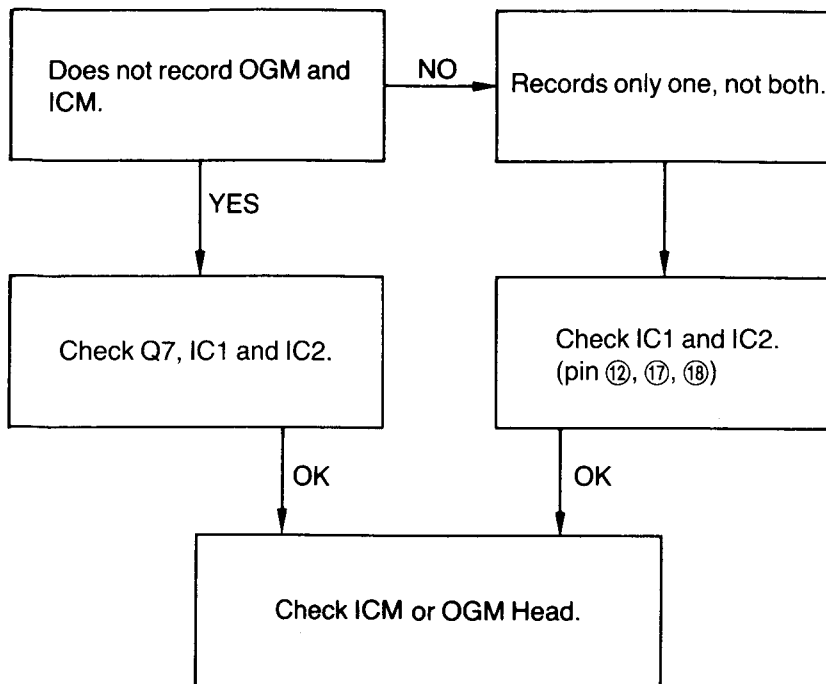 Does not record OGM and
ICM.
NO
Records only one, not both.
YES
Check Q7, IC1 and IC2.
Check IC1 and IC2.
(pin ⑫, ⑰, ⑱)
OK
OK
Check ICM or OGM Head.